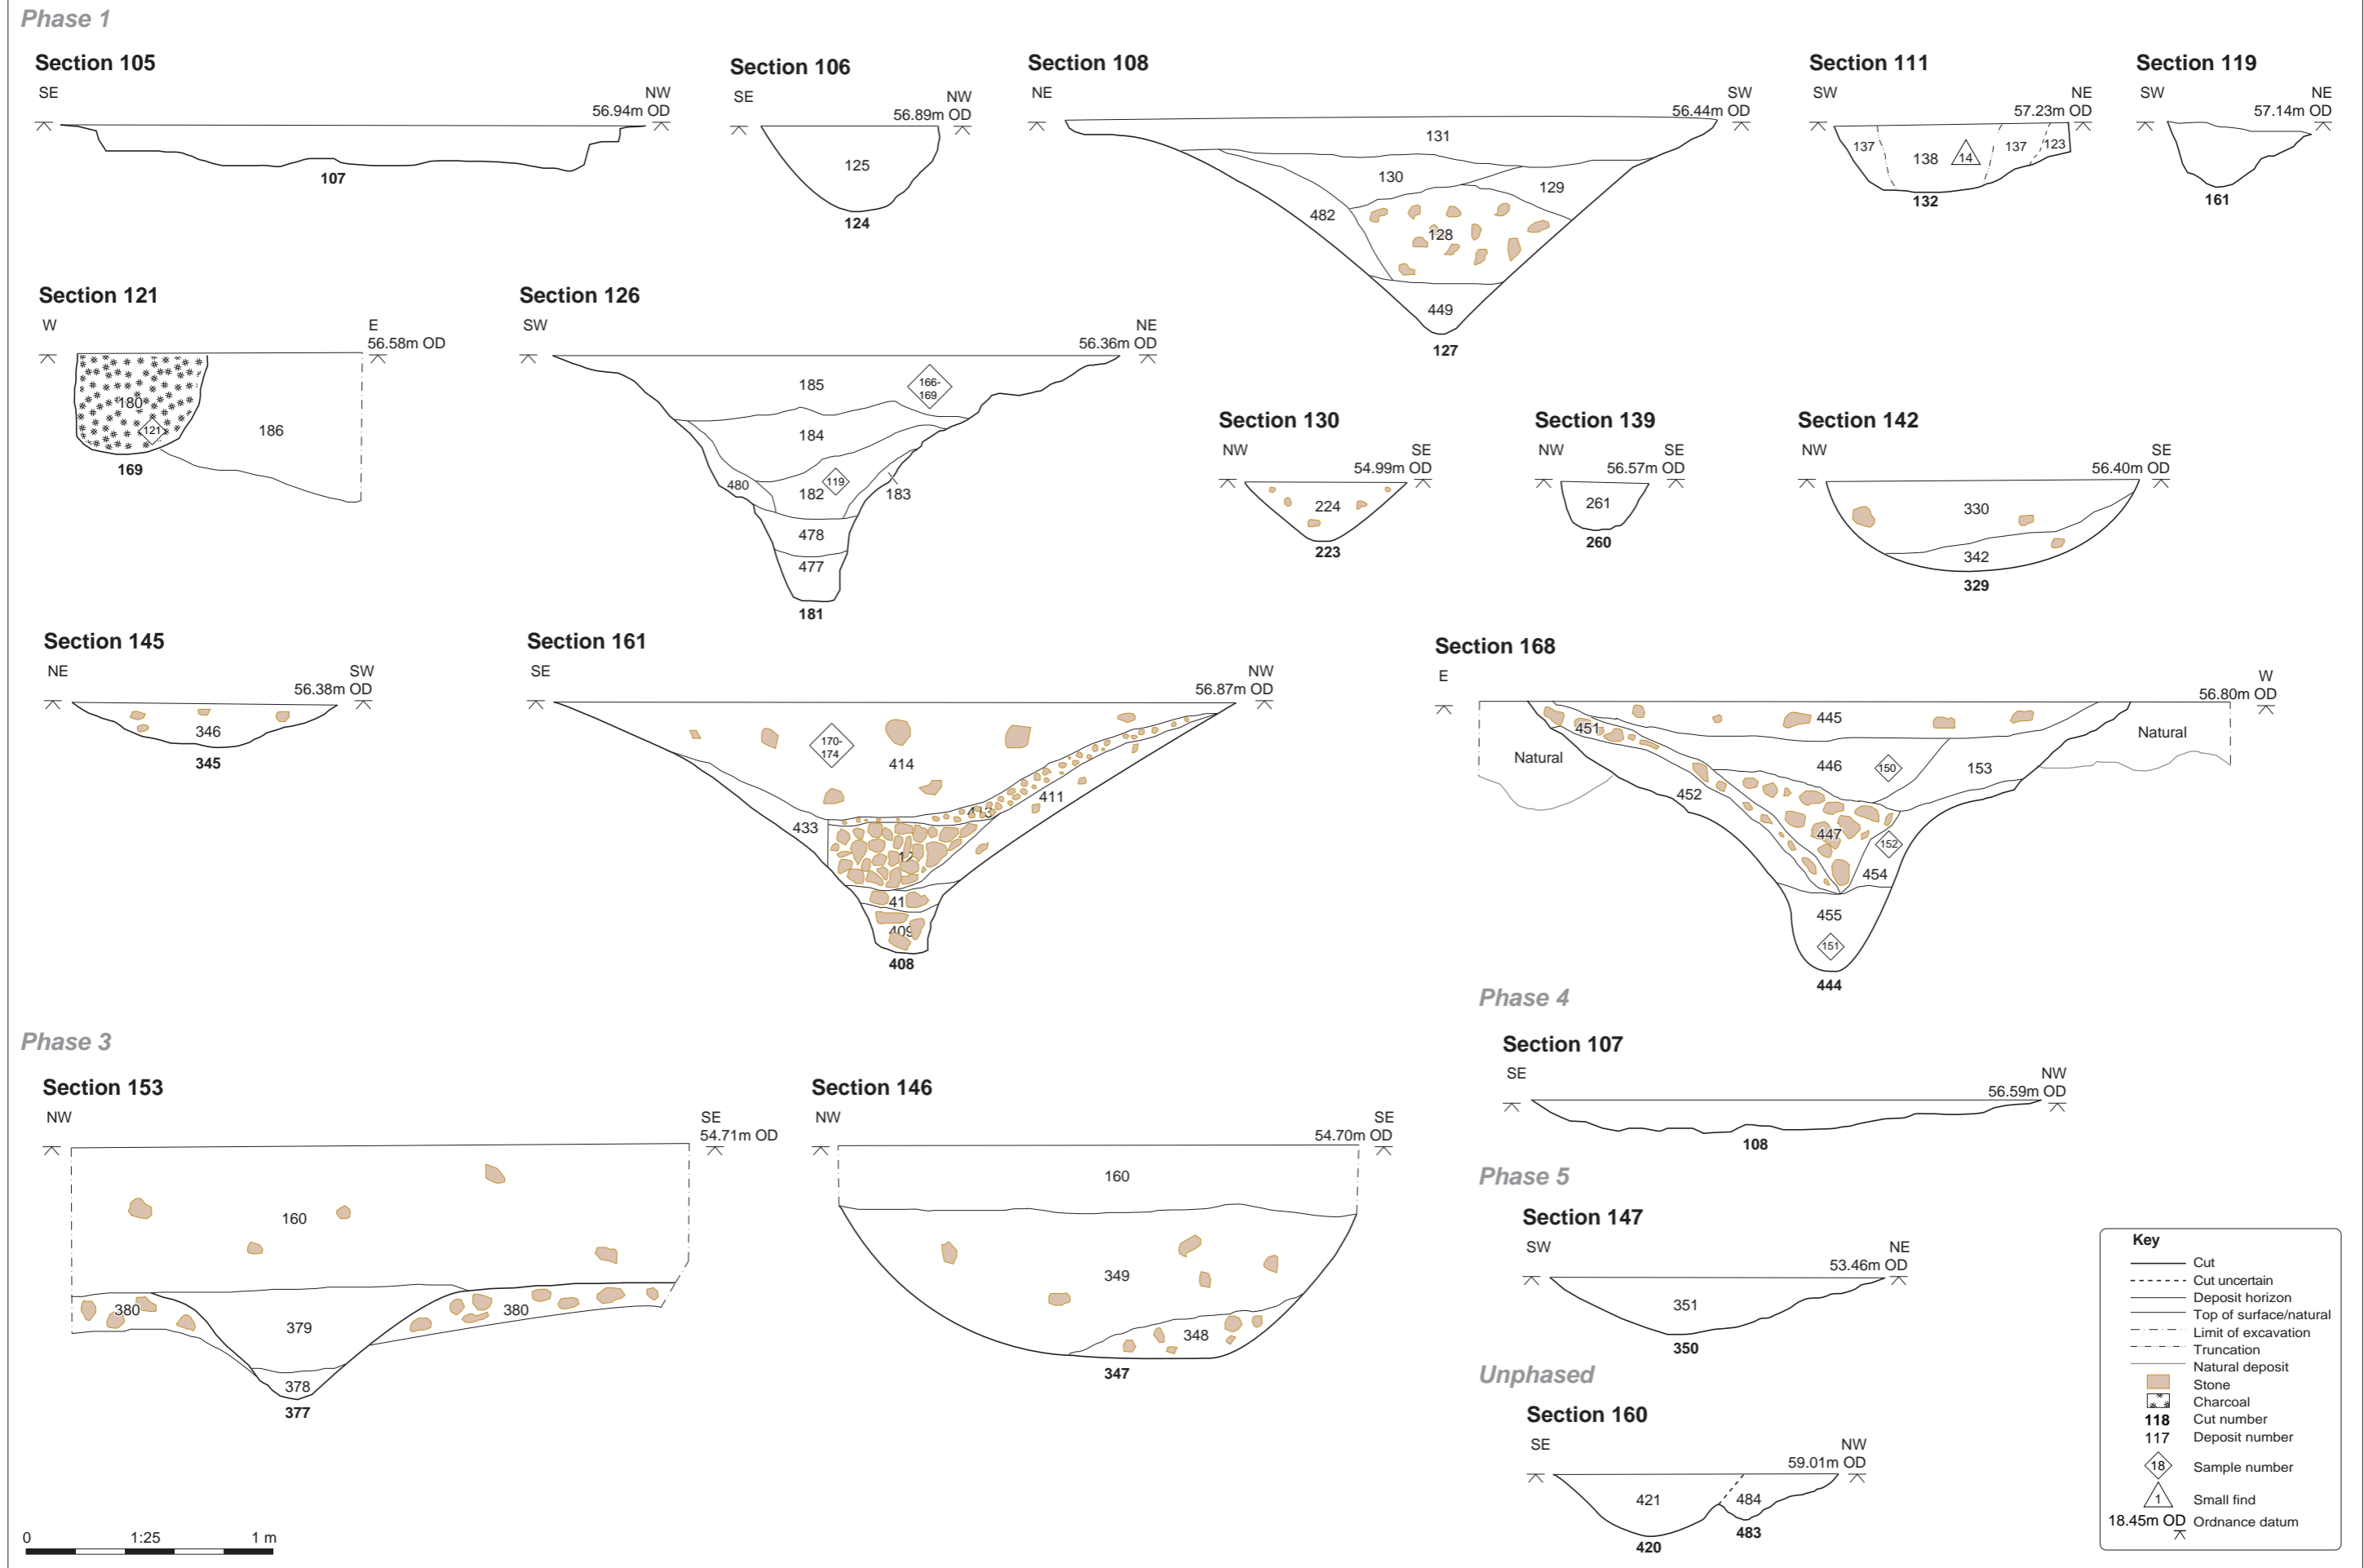 Phase 1
Section 105
SE
NW
56.94m OD
107
Section 106
SE
NW
56.89m OD
125
124
Section 108
NE
SW
56.44m OD
131
130
129
482
128
449
127
Section 111
SW
NE
57.23m OD
137
138
14
137
123
132
Section 119
SW
NE
57.14m OD
161
Section 121
W
E
56.58m OD
180
121
186
169
Section 126
SW
NE
56.36m OD
185
166-
169
184
480
182
119
183
478
477
181
Section 130
NW
SE
54.99m OD
224
223
Section 139
NW
SE
56.57m OD
261
260
Section 142
NW
SE
56.40m OD
330
342
329
Section 145
NE
SW
56.38m OD
346
345
Section 161
SE
NW
56.87m OD
170-
174
414
411
433
409
408
Section 168
E
W
56.80m OD
445
451
Natural
Natural
446
150
153
452
447
152
454
455
151
444
Phase 3
Section 153
NW
SE
54.71m OD
160
380
380
379
378
377
Section 146
NW
SE
54.70m OD
160
349
348
347
Phase 4
Section 107
SE
NW
56.59m OD
108
Phase 5
Section 147
SW
NE
53.46m OD
351
350
Unphased
Section 160
SE
NW
59.01m OD
421
484
483
420
Key
Cut
Cut uncertain
Deposit horizon
Top of surface/natural
Limit of excavation
Truncation
Natural deposit
Stone
Charcoal
118 Cut number
117 Deposit number
18 Sample number
1 Small find
18.45m OD Ordnance datum
0 1:25 1 m